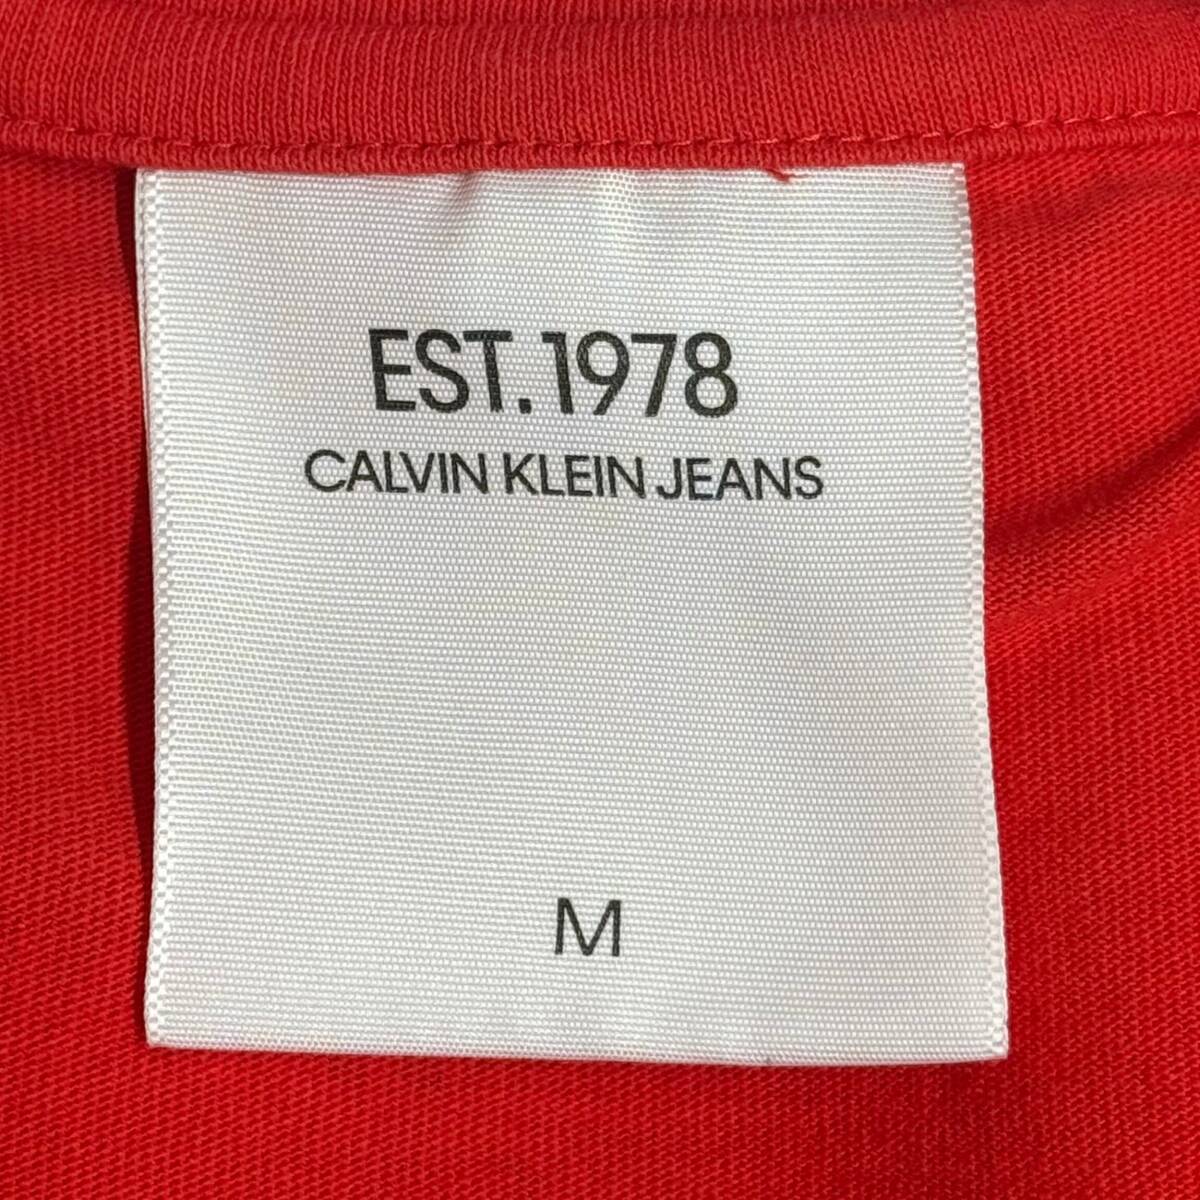 EST.1978
CALVIN KLEIN JEANS
M